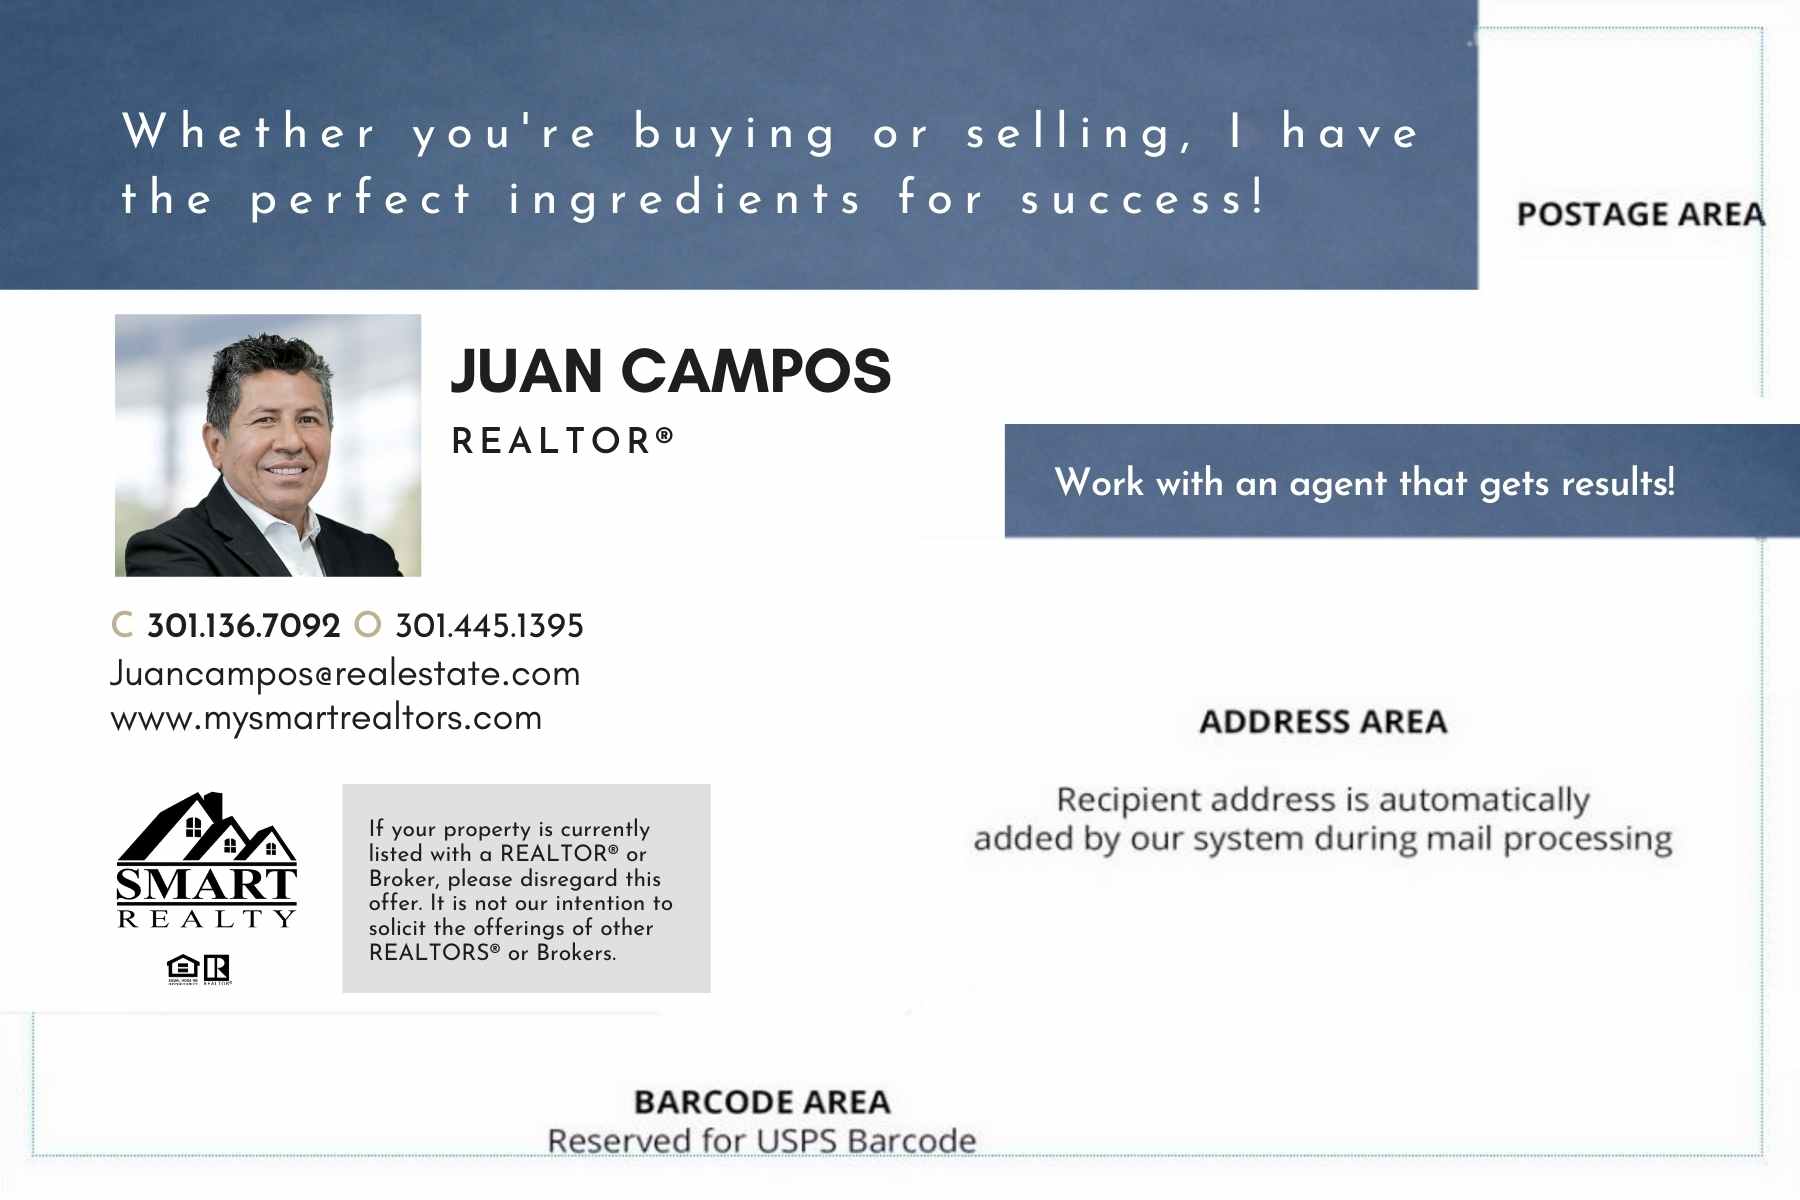 Whether you're buying or selling, I have
the perfect ingredients for success!
POSTAGE AREA
JUAN CAMPOS
REALTOR®
Work with an agent that gets results!
C 301.136.7092 O 301.445.1395
Juancampos@realestate.com
www.mysmartrealtors.com
ADDRESS AREA
Recipient address is automatically
added by our system during mail processing
SMART
REALTY
If your property is currently
listed with a REALTOR® or
Broker, please disregard this
offer. It is not our intention to
solicit the offerings of other
REALTORS® or Brokers.
R
REALTOR®
BARCODE AREA
Reserved for USPS Barcode